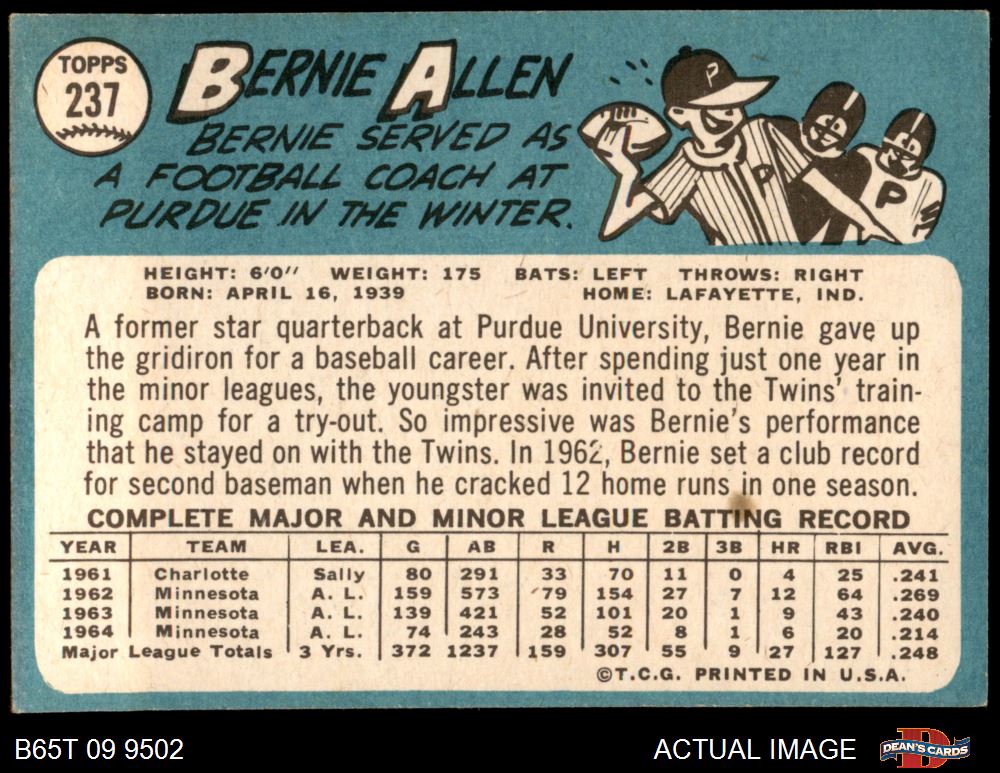 TOPPS
237
BERNIE ALLEN
BERNIE SERVED AS
A FOOTBALL COACH AT
PURDUE IN THE WINTER.
P
P
P
HEIGHT: 6'0" WEIGHT: 175 BATS: LEFT THROWS: RIGHT
BORN: APRIL 16, 1939 HOME: LAFAYETTE, IND.
A former star quarterback at Purdue University, Bernie gave up
the gridiron for a baseball career. After spending just one year in
the minor leagues, the youngster was invited to the Twins' train-
ing camp for a try-out. So impressive was Bernie's performance
that he stayed on with the Twins. In 1962, Bernie set a club record
for second baseman when he cracked 12 home runs in one season.
COMPLETE MAJOR AND MINOR LEAGUE BATTING RECORD
YEAR TEAM LEA. G AB R H 2B 3B HR RBI AVG.
1961 Charlotte Sally 80 291 33 70 11 0 4 25 .241
1962 Minnesota A. L. 159 573 79 154 27 7 12 64 .269
1963 Minnesota A. L. 139 421 52 101 20 1 9 43 .240
1964 Minnesota A. L. 74 243 28 52 8 1 6 20 .214
Major League Totals 3 Yrs. 372 1237 159 307 55 9 27 127 .248
©T.C.G. PRINTED IN U.S.A.
B65T 09 9502 ACTUAL IMAGE DEAN'S CARDS